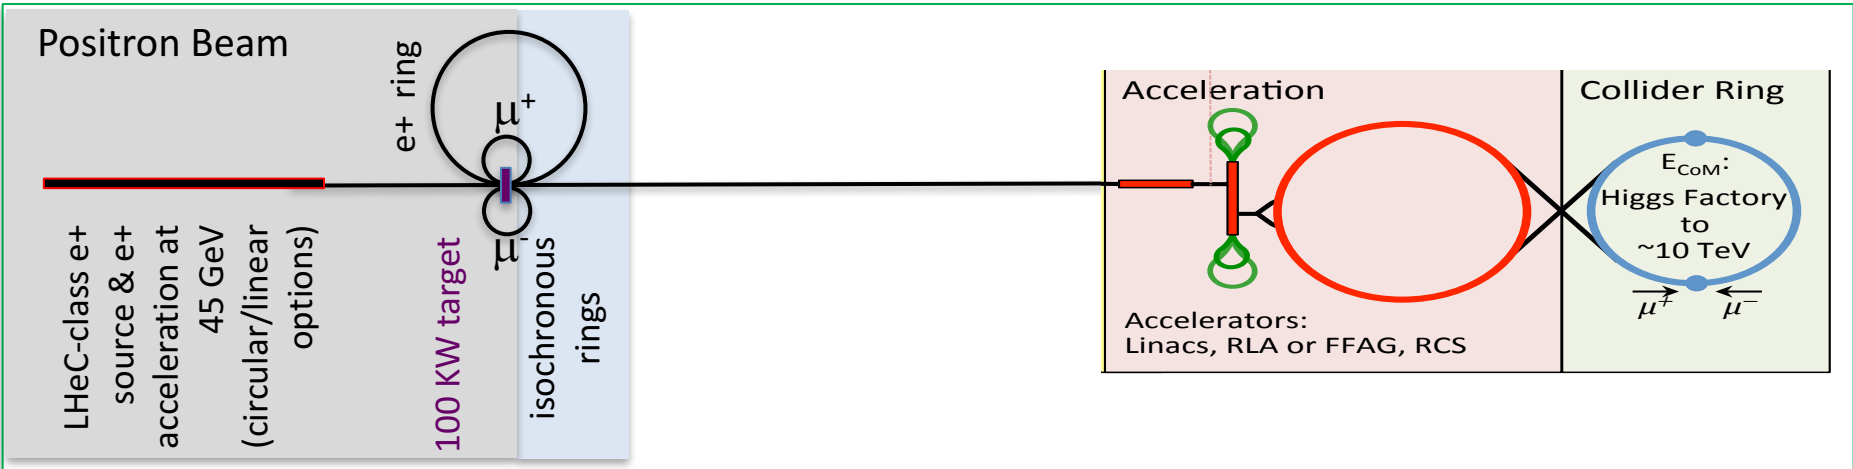 Positron Beam
LHeC-class e+
source & e+
acceleration at
45 GeV
(circular/linear
options)
e+ ring
μ+
μ-
100 KW target
isochronous
rings
Acceleration
Accelerators:
Linacs, RLA or FFAG, RCS
Collider Ring
ECoM:
Higgs Factory
to
~10 TeV
μ+ μ−